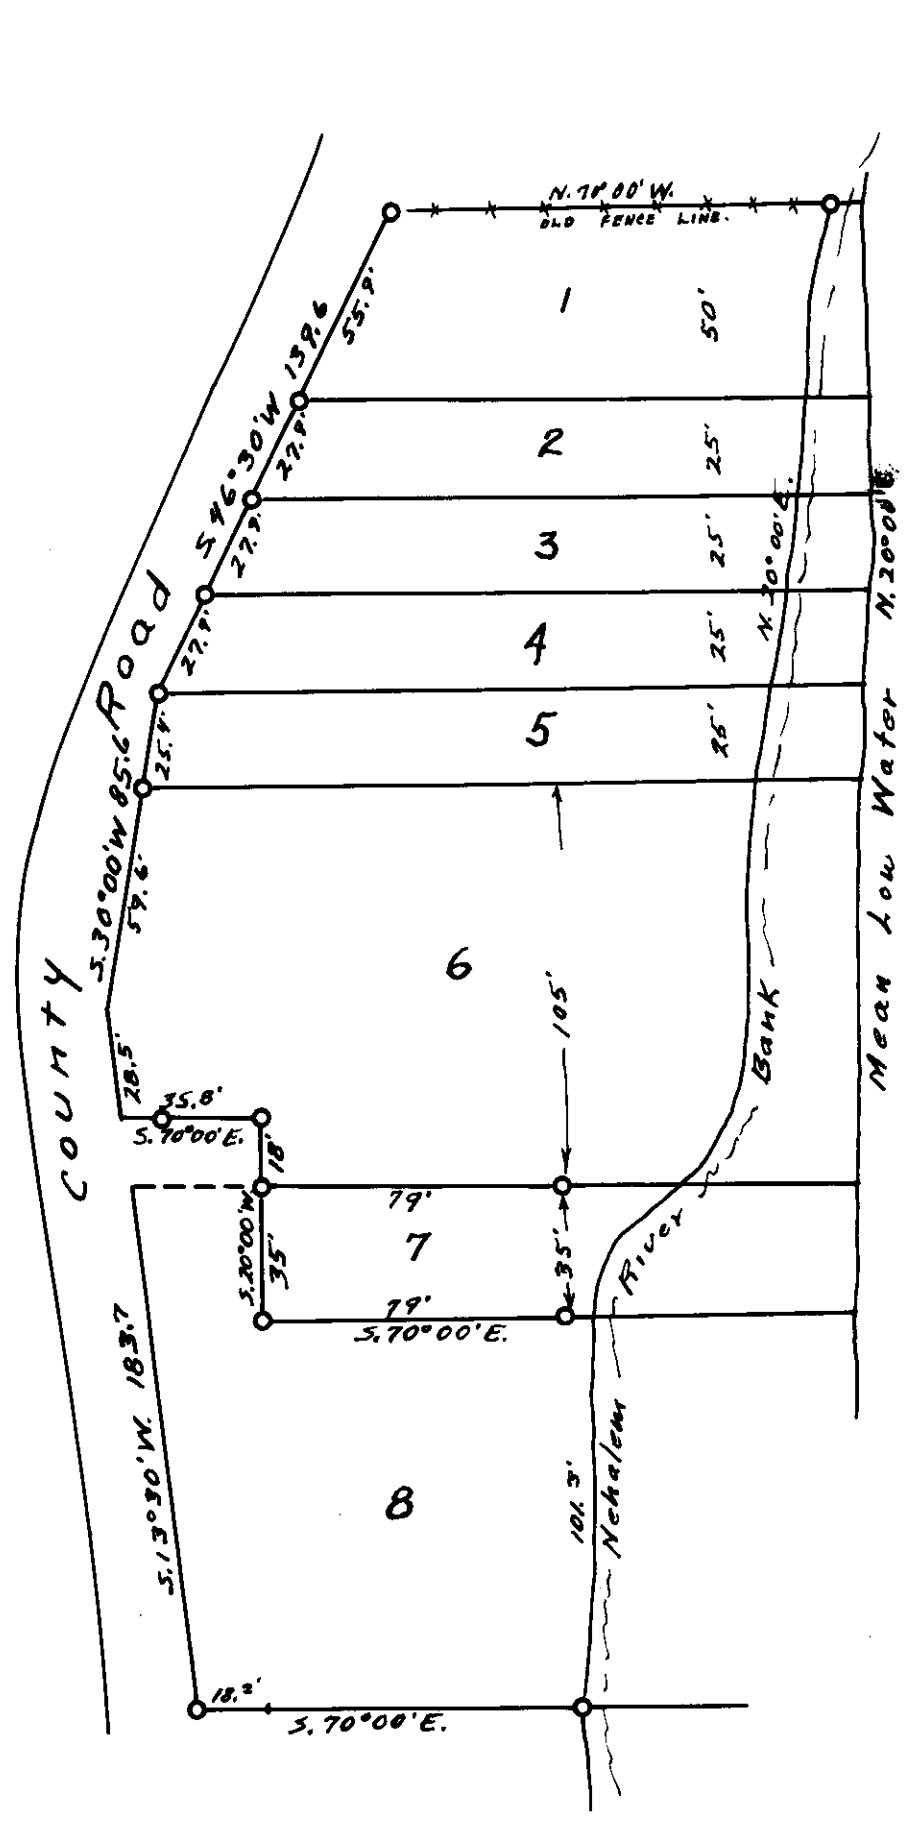 N. 70° 00' W.
OLD FENCE LINE.
1
50'
55.9'
S. 46° 30' W 139.6
27.9'
2
25'
27.9'
3
25'
N. 20° 00' E.
N. 20° 00' E
27.9'
4
25'
25.4'
5
25'
County Road
S. 30° 00' W 85.6
59.6'
6
105'
Mean Low Water
28.5'
35.8'
S. 70° 00' E.
18'
79'
S. 20° 00' W
35'
7
35'
79'
S. 70° 00' E.
Nehalem River Bank
S. 13° 30' W. 183.7
8
101.3'
18.2'
S. 70° 00' E.